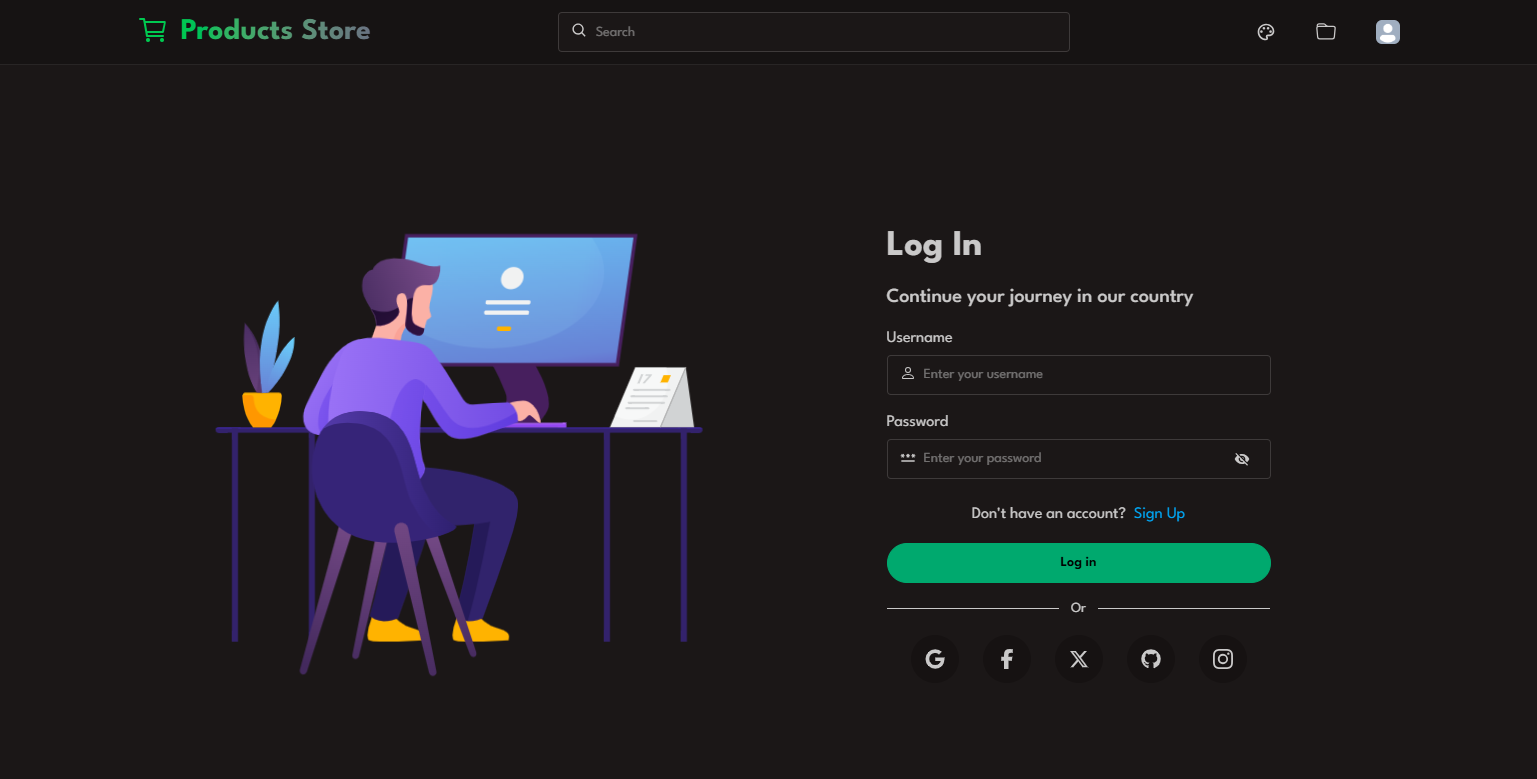 Products Store
Search
17
Log In
Continue your journey in our country
Username
Enter your username
Password
Enter your password
Don't have an account? Sign Up
Log in
Or